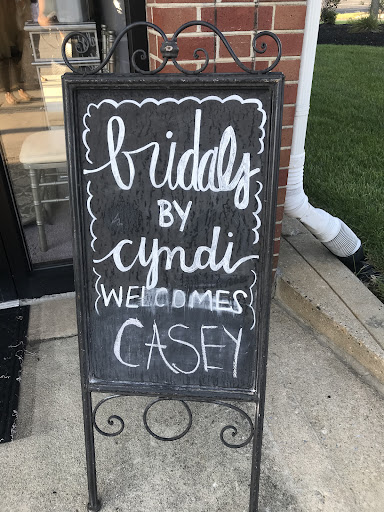 bridals
BY
cyndi
WELCOMES
CASEY